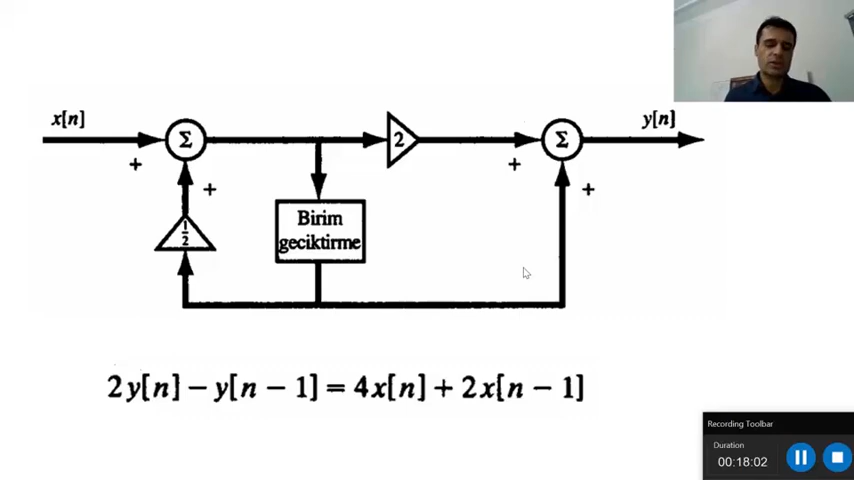 x[n]
Σ
2
Σ
y[n]
+
+
+
+
1/2
Birim
geciktirme
2y[n] − y[n − 1] = 4x[n] + 2x[n − 1]
Recording Toolbar
Duration
00:18:02